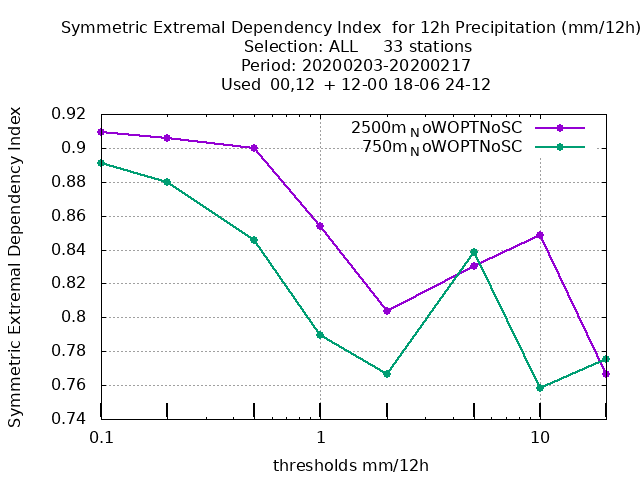 Symmetric Extremal Dependency Index for 12h Precipitation (mm/12h)
Selection: ALL 33 stations
Period: 20200203-20200217
Used 00,12 + 12-00 18-06 24-12
2500m_NoWOPTNoSC
750m_NoWOPTNoSC
Symmetric Extremal Dependency Index
0.92
0.9
0.88
0.86
0.84
0.82
0.8
0.78
0.76
0.74
0.1 1 10
thresholds mm/12h